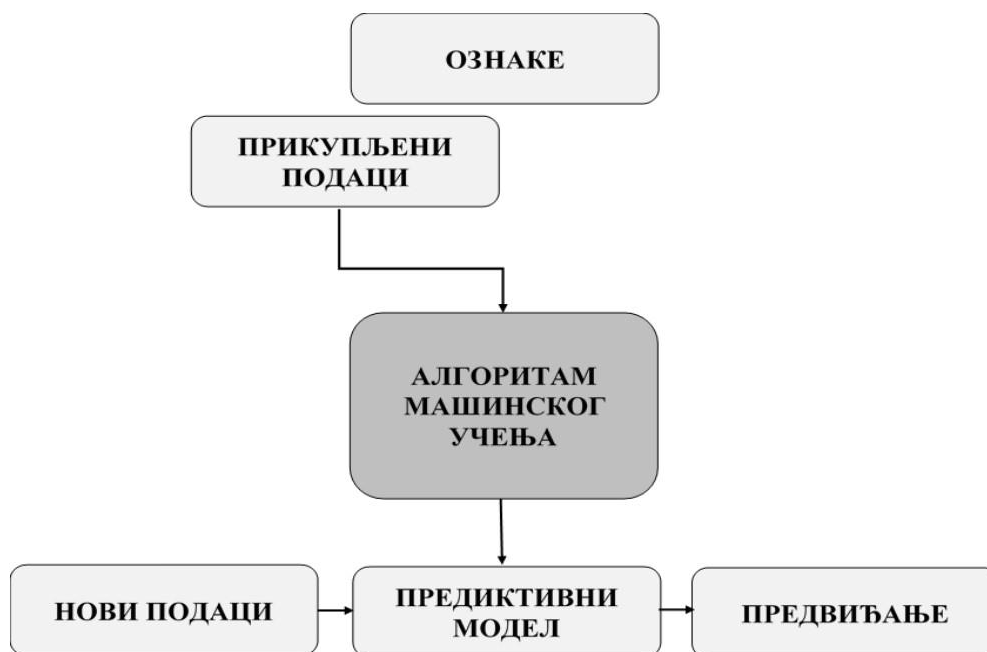 ОЗНАКЕ
ПРИКУПЉЕНИ
ПОДАЦИ
АЛГОРИТАМ
МАШИНСКОГ
УЧЕЊА
НОВИ ПОДАЦИ
ПРЕДИКТИВНИ
МОДЕЛ
ПРЕДВИЂАЊЕ